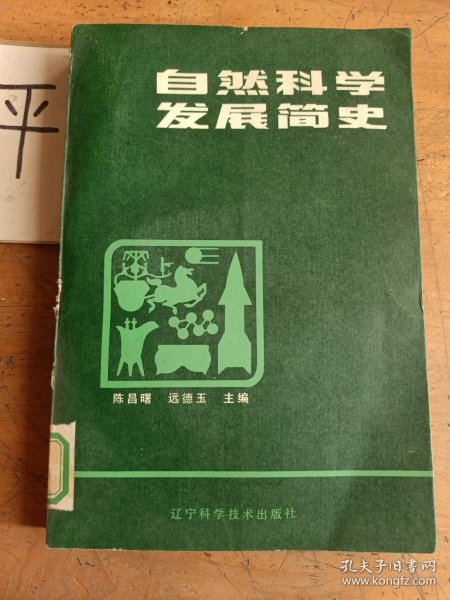 平
自然科学
发展简史
陈昌曙 远德玉 主编
辽宁科学技术出版社
孔夫子旧书网
www.kongfz.com